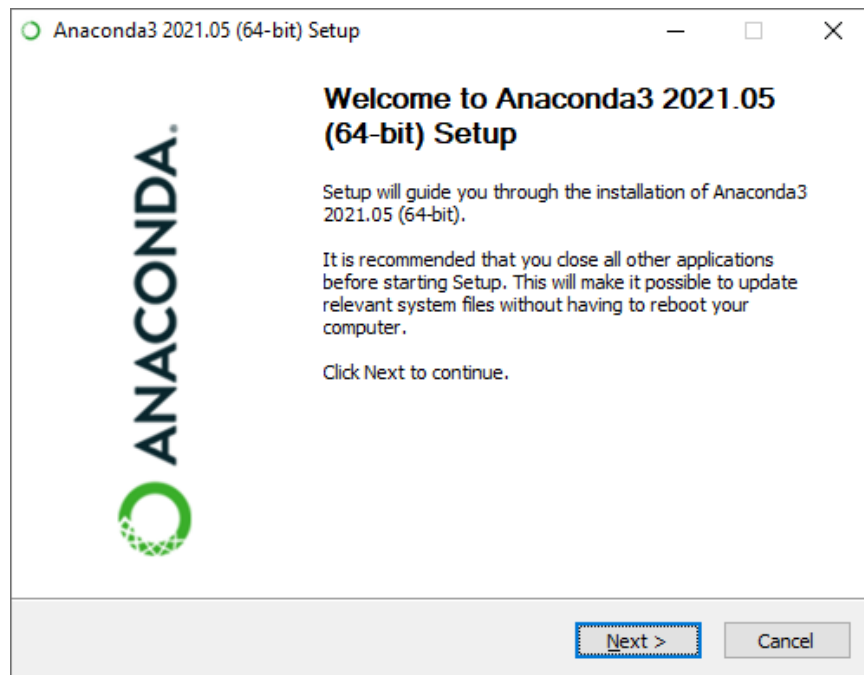 Anaconda3 2021.05 (64-bit) Setup
Welcome to Anaconda3 2021.05
(64-bit) Setup
Setup will guide you through the installation of Anaconda3
2021.05 (64-bit).
It is recommended that you close all other applications
before starting Setup. This will make it possible to update
relevant system files without having to reboot your
computer.
Click Next to continue.
ANACONDA.
Next >
Cancel